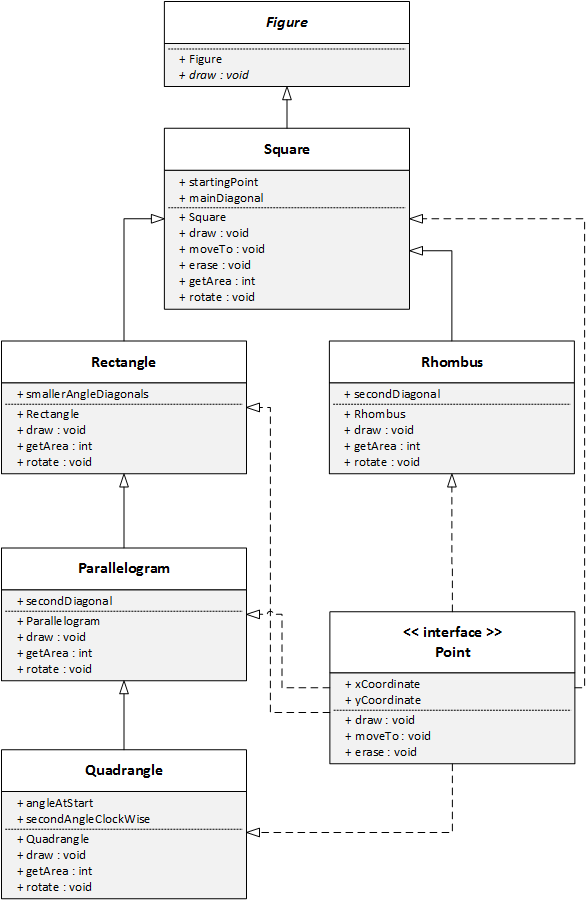 Figure
+ Figure
+ draw : void
Square
+ startingPoint
+ mainDiagonal
+ Square
+ draw : void
+ moveTo : void
+ erase : void
+ getArea : int
+ rotate : void
Rectangle
+ smallerAngleDiagonals
+ Rectangle
+ draw : void
+ getArea : int
+ rotate : void
Rhombus
+ secondDiagonal
+ Rhombus
+ draw : void
+ getArea : int
+ rotate : void
Parallelogram
+ secondDiagonal
+ Parallelogram
+ draw : void
+ getArea : int
+ rotate : void
<< interface >>
Point
+ xCoordinate
+ yCoordinate
+ draw : void
+ moveTo : void
+ erase : void
Quadrangle
+ angleAtStart
+ secondAngleClockWise
+ Quadrangle
+ draw : void
+ getArea : int
+ rotate : void